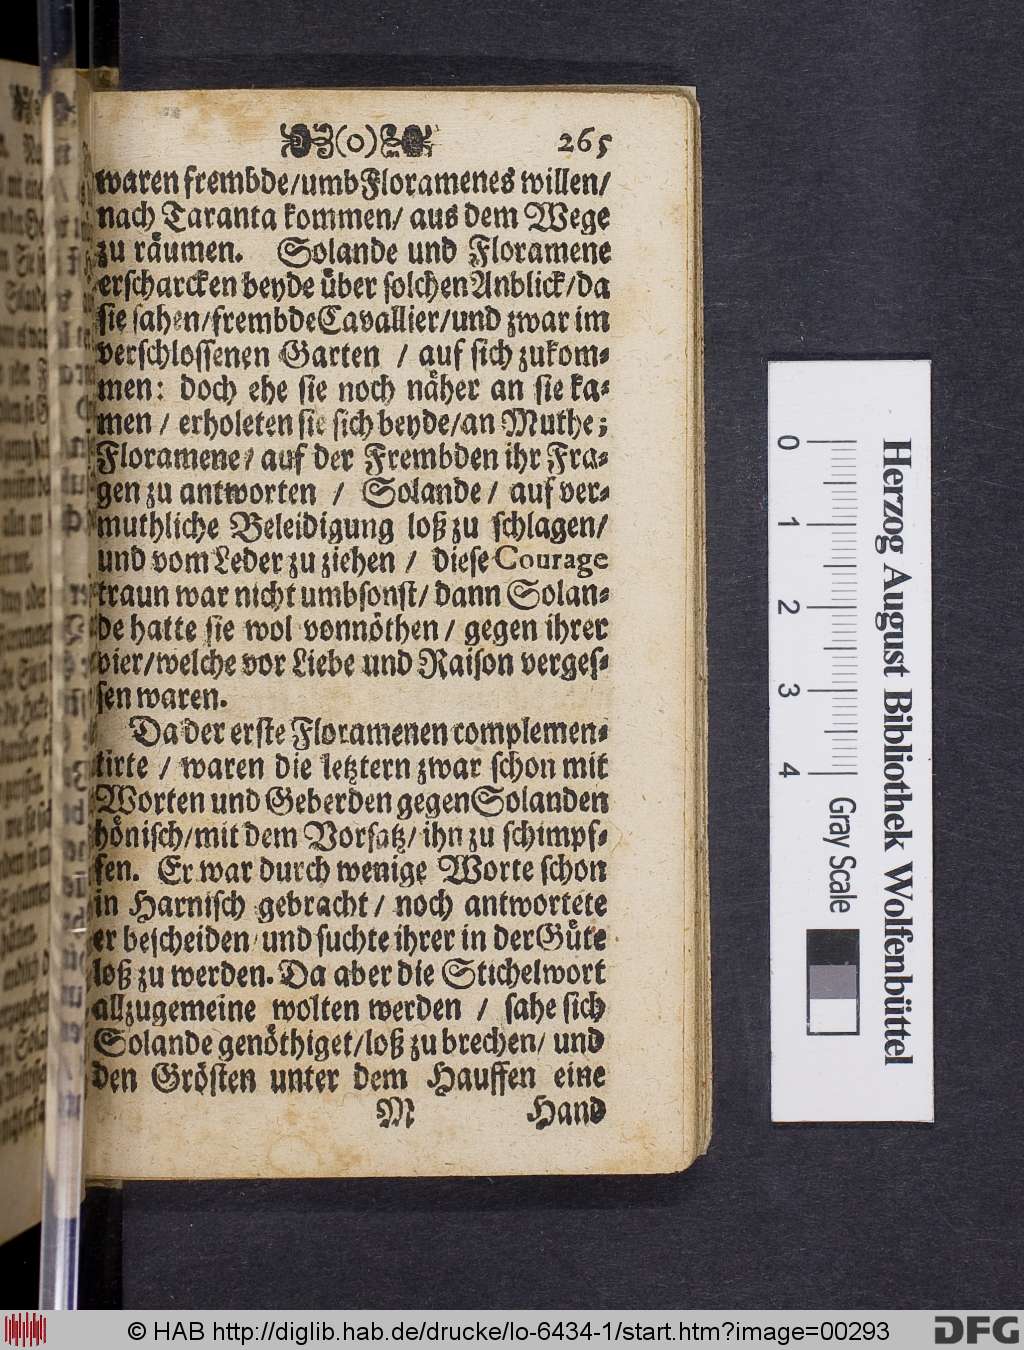 (o) 265
waren frembde/umb Floramenes willen/
nach Taranta kommen/ aus dem Wege
zu räumen. Solande und Floramene
erscharcken beyde über solchen Anblick/da
sie sahen/frembde Cavallier/und zwar im
verschlossenen Garten / auf sich zukom-
men: doch ehe sie noch näher an sie ka-
men / erholeten sie sich beyde/an Muthe;
Floramene/ auf der Frembden ihr Fra-
gen zu antworten / Solande / auf ver-
muthliche Beleidigung loß zu schlagen/
und vom Leder zu ziehen / diese Courage
traun war nicht umbsonst/ dann Solan-
de hatte sie wol vonnöthen / gegen ihrer
vier/welche vor Liebe und Raison verges-
sen waren.
Da der erste Floramenen complemen-
tirte / waren die letztern zwar schon mit
Worten und Geberden gegen Solanden
hönisch/mit dem Vorsatz/ ihn zu schimpf-
fen. Er war durch wenige Worte schon
in Harnisch gebracht/ noch antwortete
er bescheiden/und suchte ihrer in der Güte
loß zu werden. Da aber die Stichelwort
allzugemeine wolten werden / sahe sich
Solande genöthiget/loß zu brechen/ und
den Grösten unter dem Hauffen eine
M Hand
0 1 2 3 4 Gray Scale
Herzog August Bibliothek Wolfenbüttel
© HAB http://diglib.hab.de/drucke/lo-6434-1/start.htm?image=00293 DFG